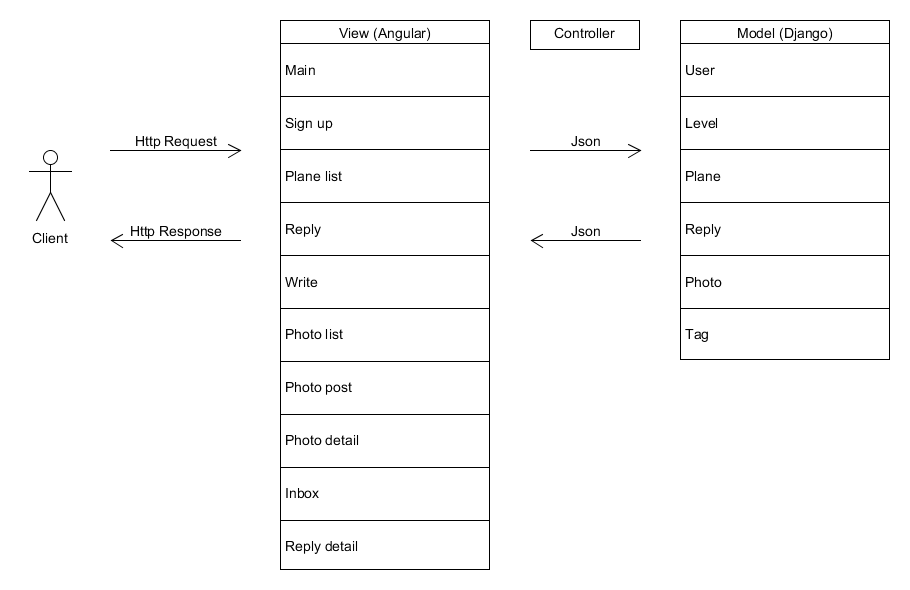 View (Angular)
Controller
Model (Django)
Main
User
Sign up
Level
Http Request
Json
Plane list
Plane
Reply
Reply
Client
Http Response
Json
Write
Photo
Photo list
Tag
Photo post
Photo detail
Inbox
Reply detail